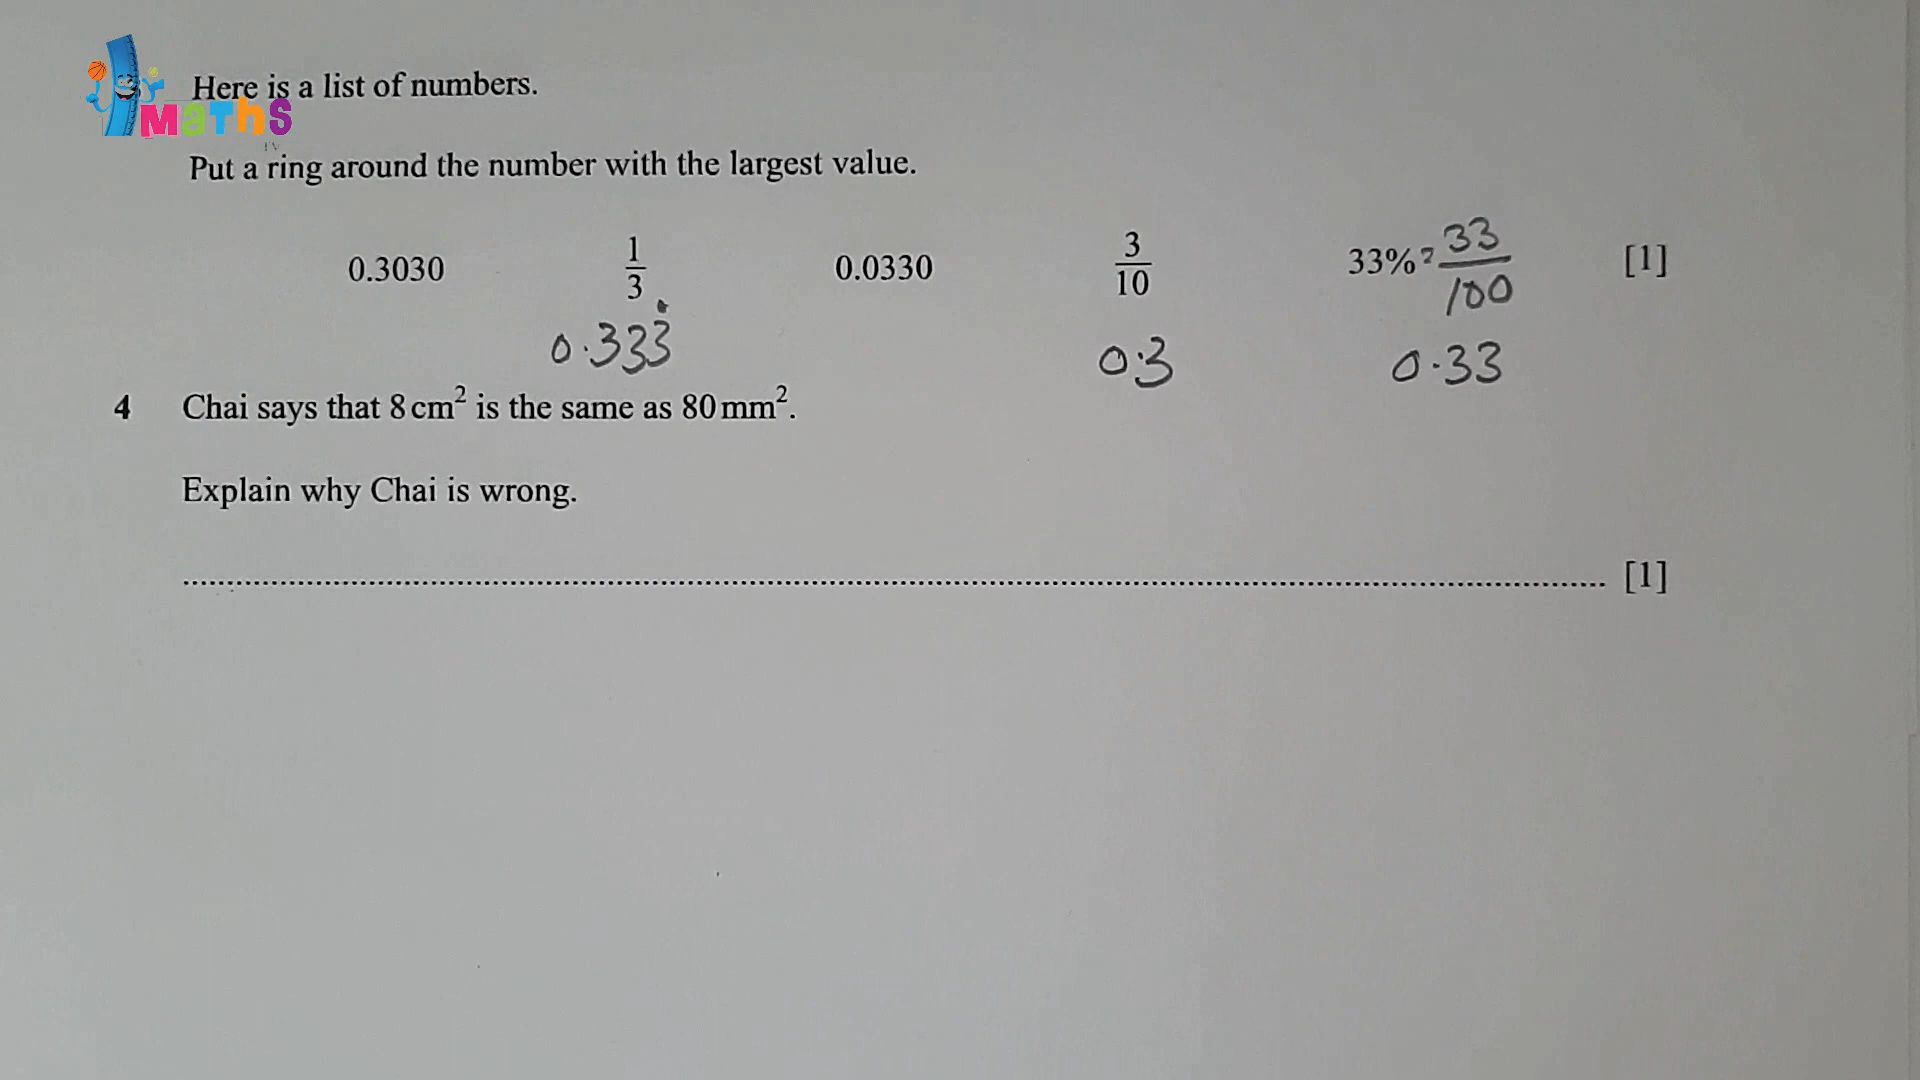 Here is a list of numbers.
MaThS
Put a ring around the number with the largest value.
0.3030 1/3 0.0330 3/10 33% 33/100 [1]
0.333̇ 0.3 0.33
4 Chai says that 8 cm² is the same as 80 mm².
Explain why Chai is wrong.
[1]